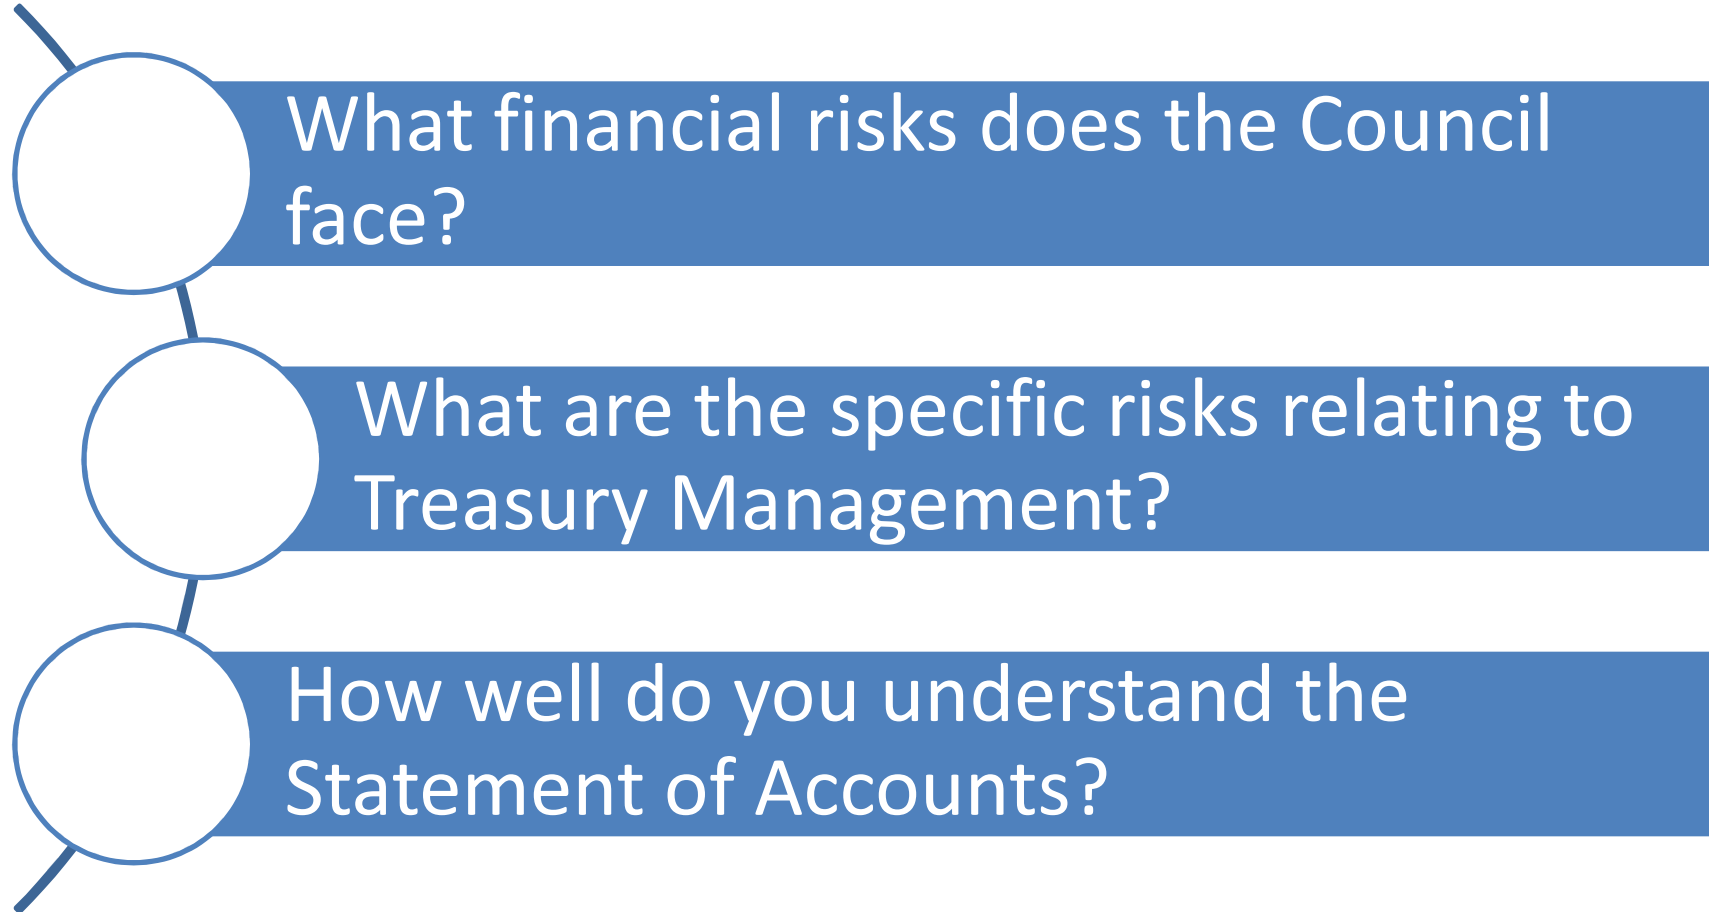 What financial risks does the Council
face?
What are the specific risks relating to
Treasury Management?
How well do you understand the
Statement of Accounts?